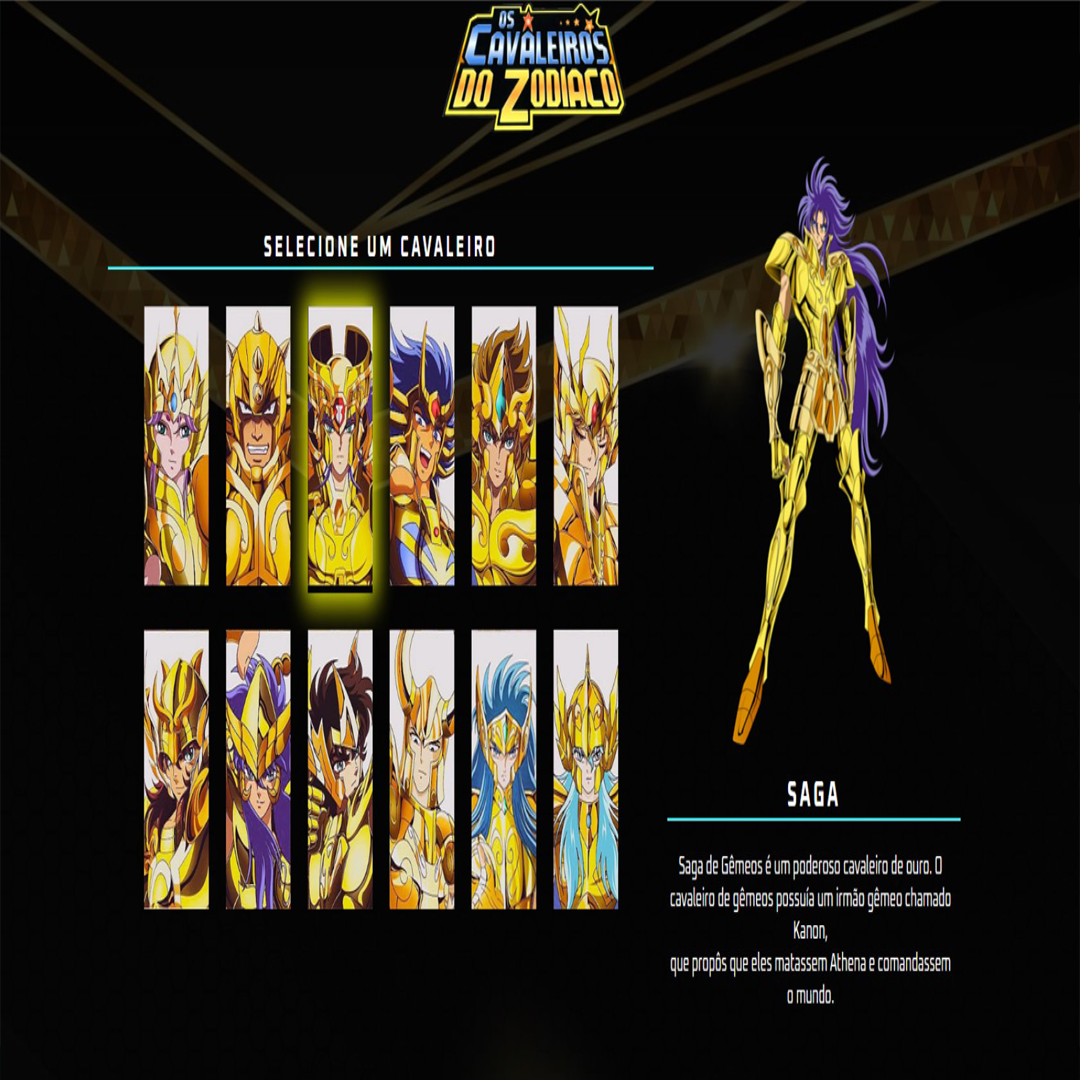 OS
CAVALEIROS
DO ZODÍACO
SELECIONE UM CAVALEIRO
SAGA
Saga de Gêmeos é um poderoso cavaleiro de ouro. O
cavaleiro de gêmeos possuía um irmão gêmeo chamado
Kanon,
que propôs que eles matassem Athena e comandassem
o mundo.